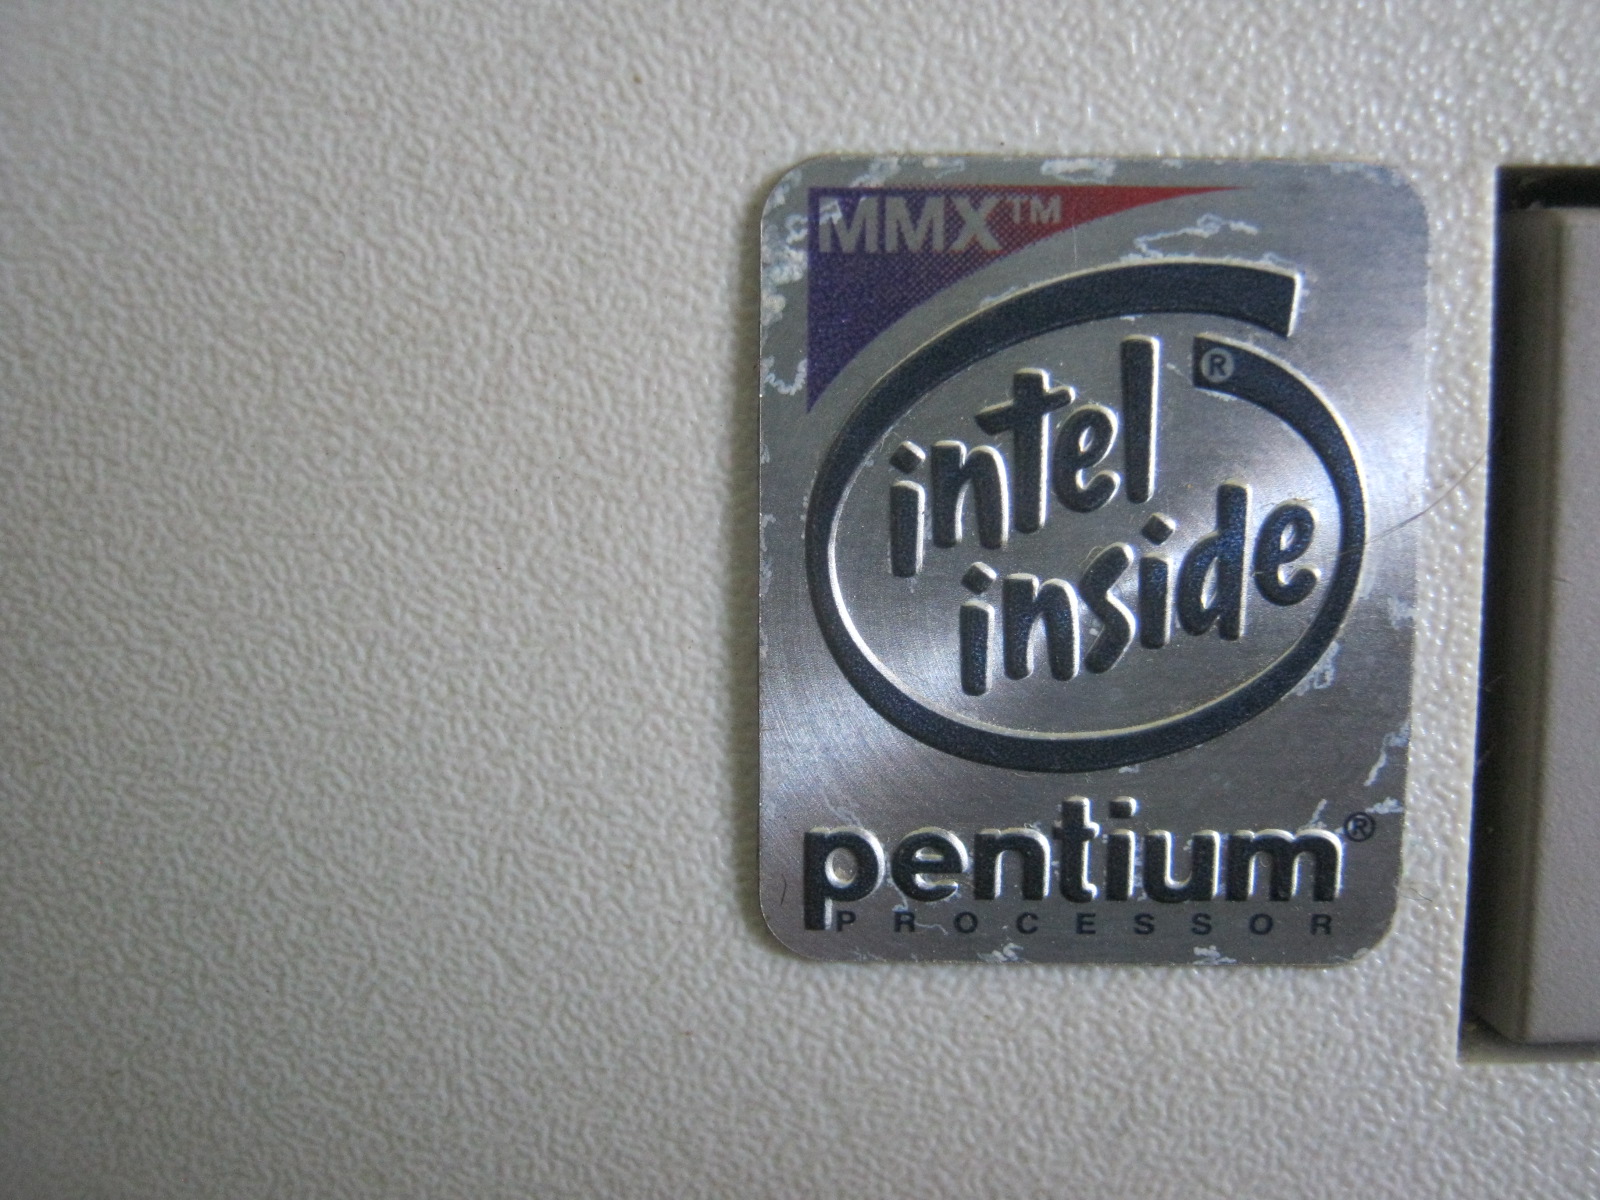 MMX™
intel®
inside
pentium®
PROCESSOR